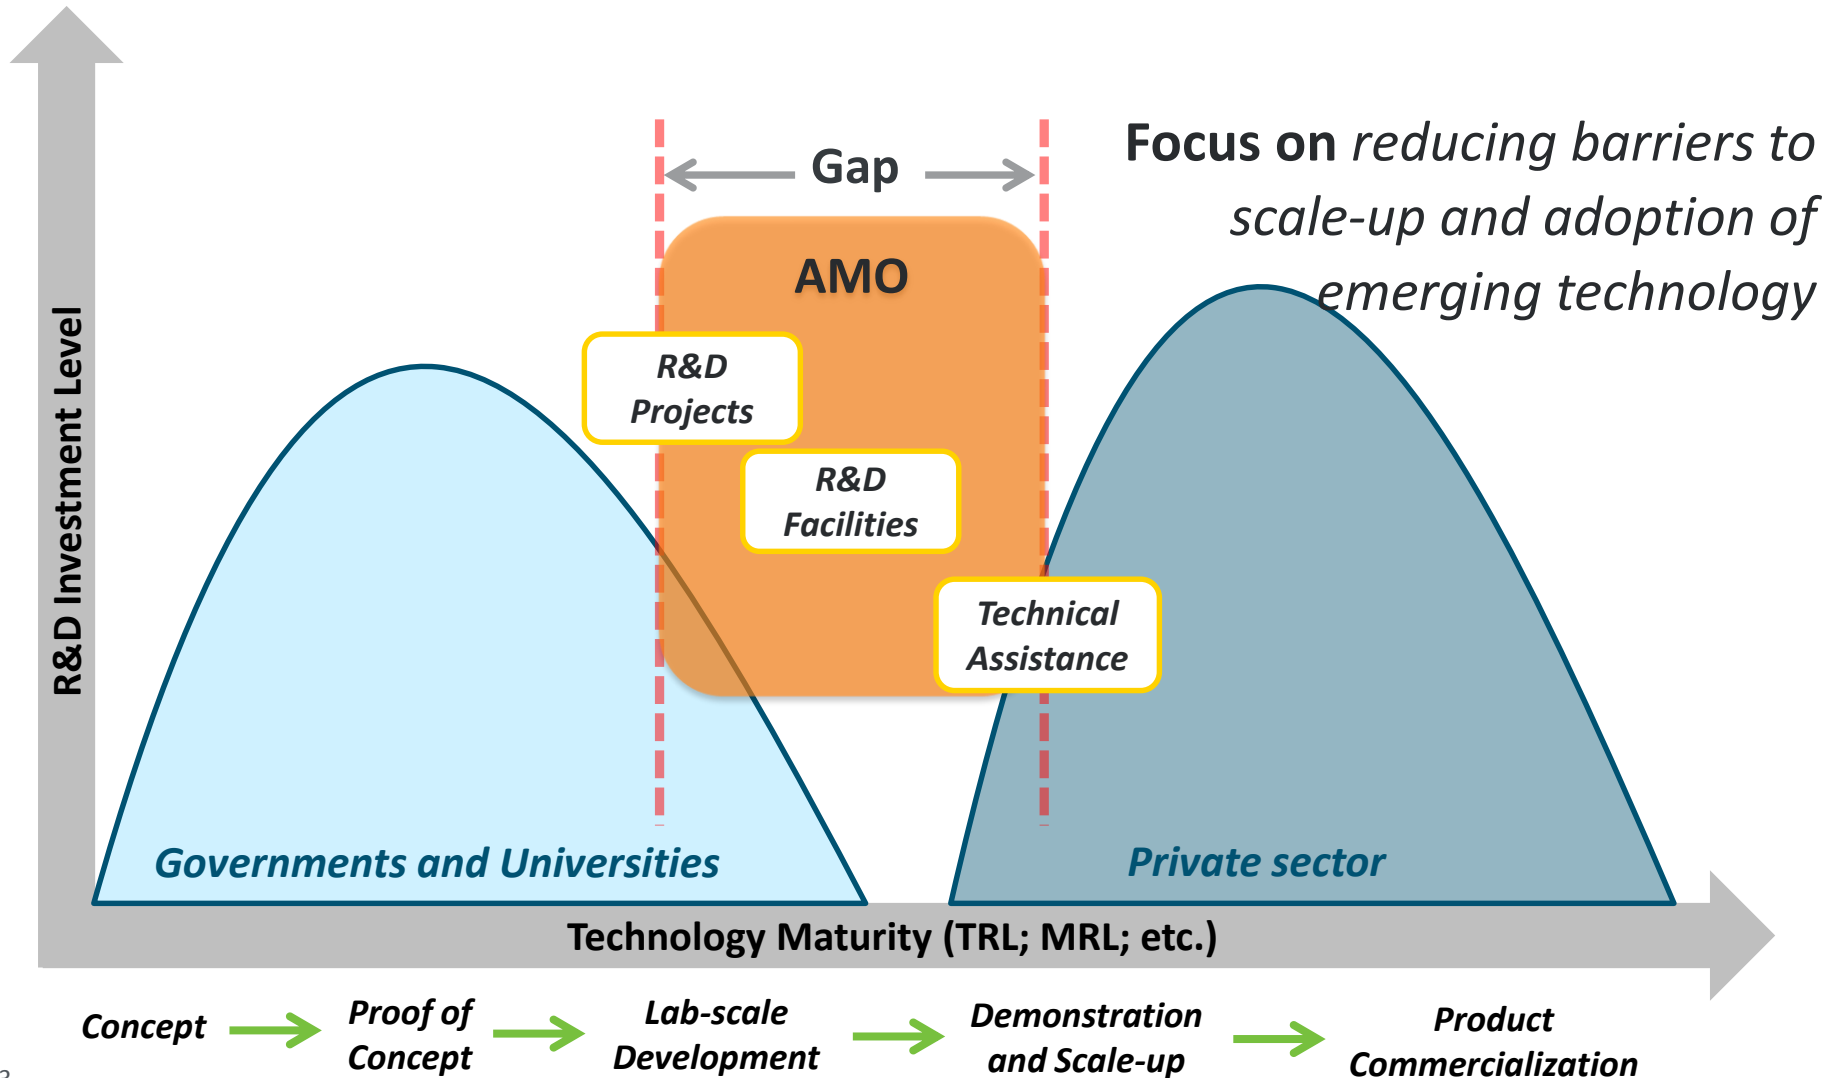 Focus on reducing barriers to
scale-up and adoption of
emerging technology
Gap
AMO
R&D
Projects
R&D
Facilities
Technical
Assistance
R&D Investment Level
Governments and Universities
Private sector
Technology Maturity (TRL; MRL; etc.)
Concept
Proof of
Concept
Lab-scale
Development
Demonstration
and Scale-up
Product
Commercialization